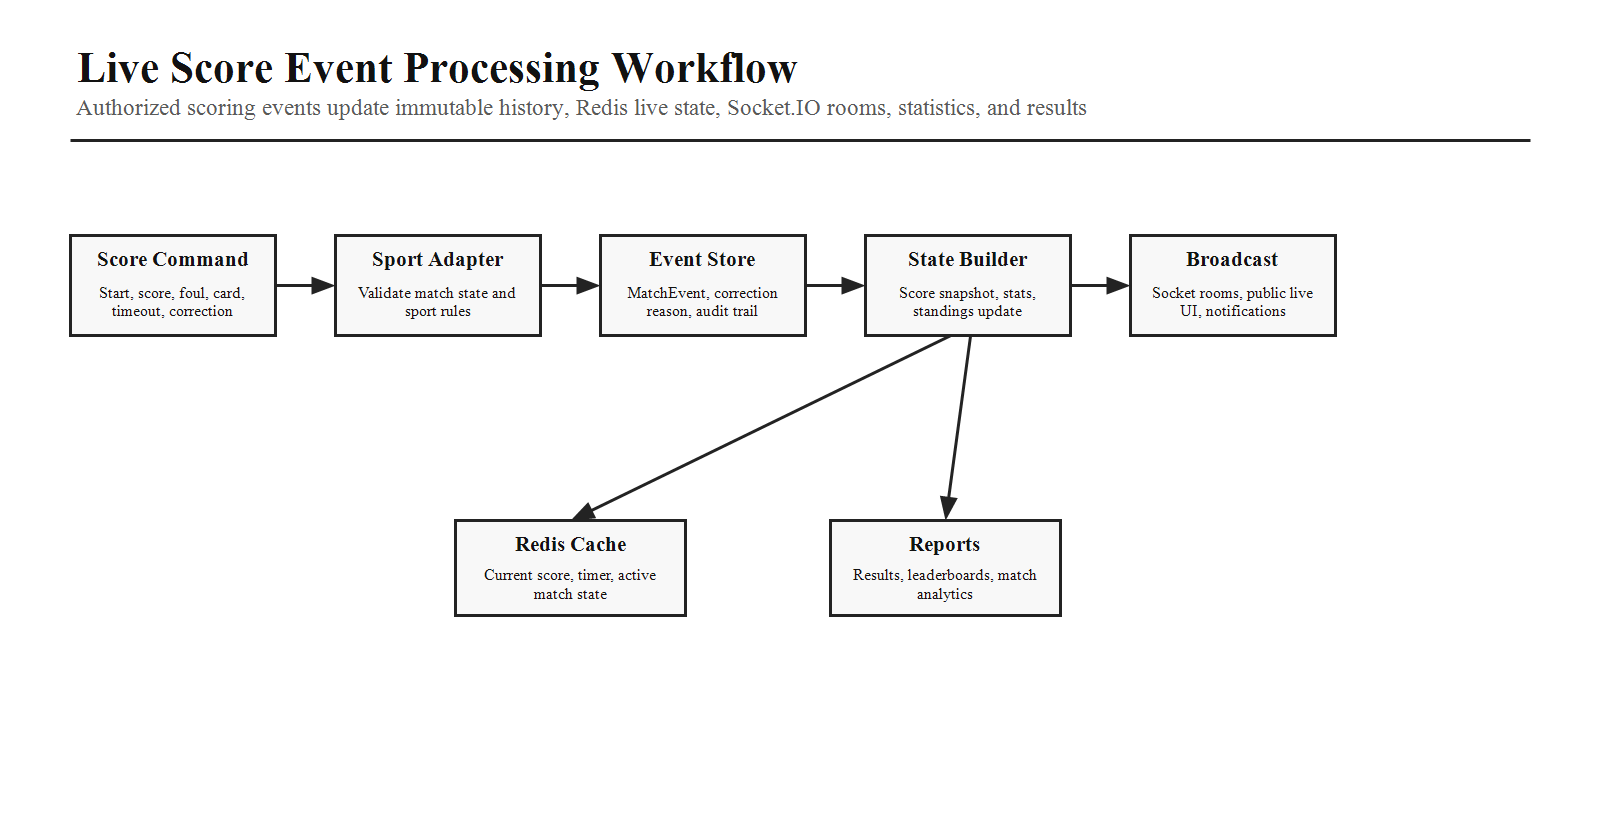 Live Score Event Processing Workflow
Authorized scoring events update immutable history, Redis live state, Socket.IO rooms, statistics, and results
Score Command
Start, score, foul, card,
timeout, correction
Sport Adapter
Validate match state and
sport rules
Event Store
MatchEvent, correction
reason, audit trail
State Builder
Score snapshot, stats,
standings update
Broadcast
Socket rooms, public live
UI, notifications
Redis Cache
Current score, timer, active
match state
Reports
Results, leaderboards, match
analytics